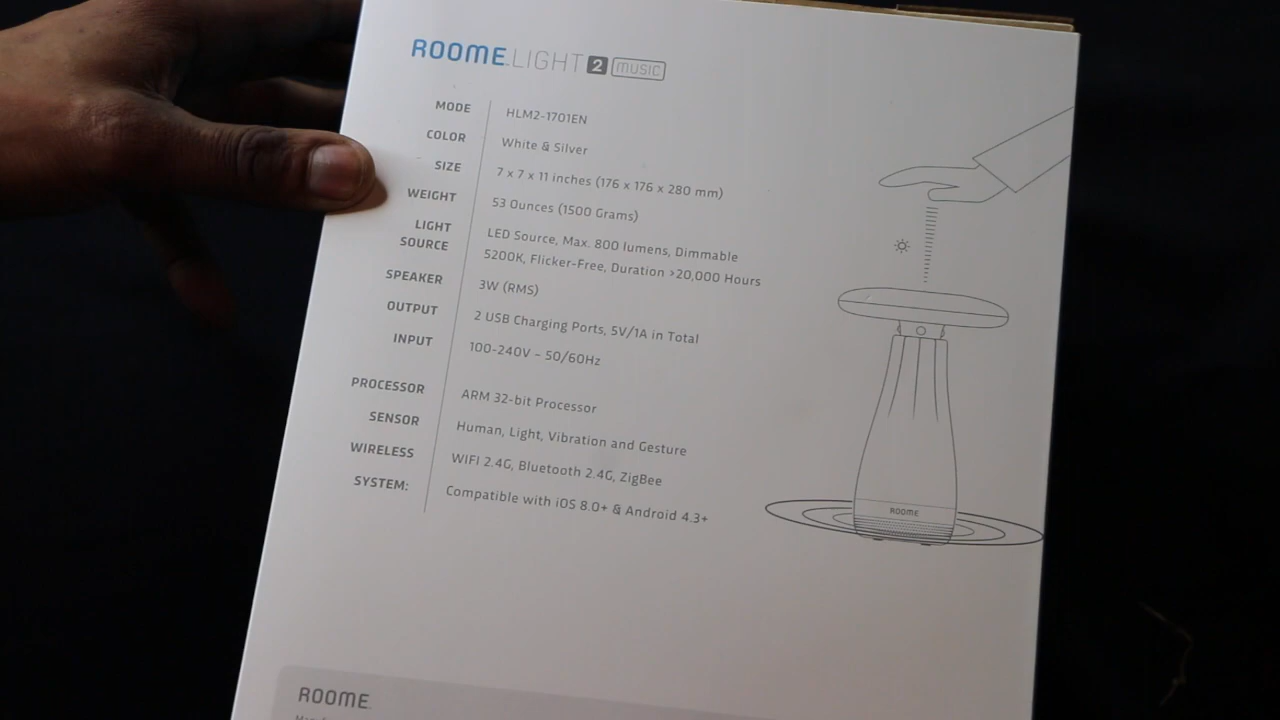 ROOME LIGHT 2 MUSIC
MODE HLM2-1701EN
COLOR White & Silver
SIZE 7 x 7 x 11 inches (176 x 176 x 280 mm)
WEIGHT 53 Ounces (1500 Grams)
LIGHT SOURCE LED Source, Max. 800 lumens, Dimmable
5200K, Flicker-Free, Duration >20,000 Hours
SPEAKER 3W (RMS)
OUTPUT 2 USB Charging Ports, 5V/1A in Total
INPUT 100-240V ~ 50/60Hz
PROCESSOR ARM 32-bit Processor
SENSOR Human, Light, Vibration and Gesture
WIRELESS WIFI 2.4G, Bluetooth 2.4G, ZigBee
SYSTEM: Compatible with iOS 8.0+ & Android 4.3+
ROOME
ROOME